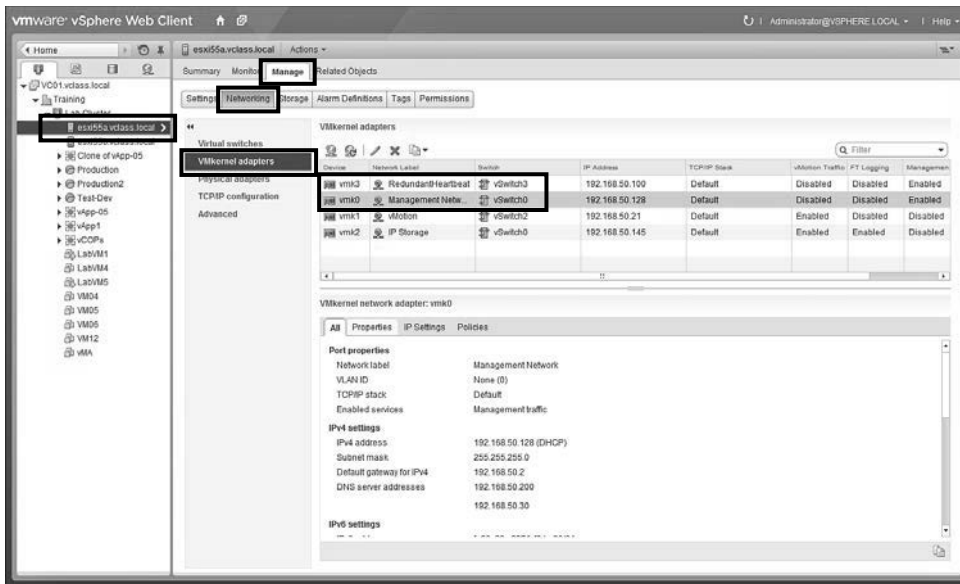 vmware vSphere Web Client
Administrator@VSPHERE.LOCAL
Help
Home
esxi55a.vclass.local Actions
VC01.vclass.local
Training
Lab Cluster
esxi55a.vclass.local
Clone of vApp-05
Production
Production2
Test-Dev
vApp-05
vApp1
vCOPs
LabVM1
LabVM4
LabVM5
VM04
VM05
VM06
VM12
vMA
Summary Monitor Manage Related Objects
Settings Networking Storage Alarm Definitions Tags Permissions
Virtual switches
VMkernel adapters
Physical adapters
TCP/IP configuration
Advanced
VMkernel adapters
Filter
Device Network Label Switch IP Address TCP/IP Stack vMotion Traffic FT Logging Managemen
vmk3 RedundantHeartbeat vSwitch3 192.168.50.100 Default Disabled Disabled Enabled
vmk0 Management Netw... vSwitch0 192.168.50.128 Default Disabled Disabled Enabled
vmk1 vMotion vSwitch2 192.168.50.21 Default Enabled Disabled Disabled
vmk2 IP Storage vSwitch0 192.168.50.145 Default Enabled Enabled Disabled
VMkernel network adapter: vmk0
All Properties IP Settings Policies
Port properties
Network label Management Network
VLAN ID None (0)
TCP/IP stack Default
Enabled services Management traffic
IPv4 settings
IPv4 address 192.168.50.128 (DHCP)
Subnet mask 255.255.255.0
Default gateway for IPv4 192.168.50.2
DNS server addresses 192.168.50.200
192.168.50.30
IPv6 settings